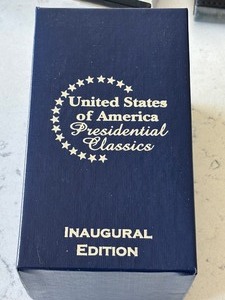 United States
of America
Presidential
Classics
INAUGURAL
EDITION